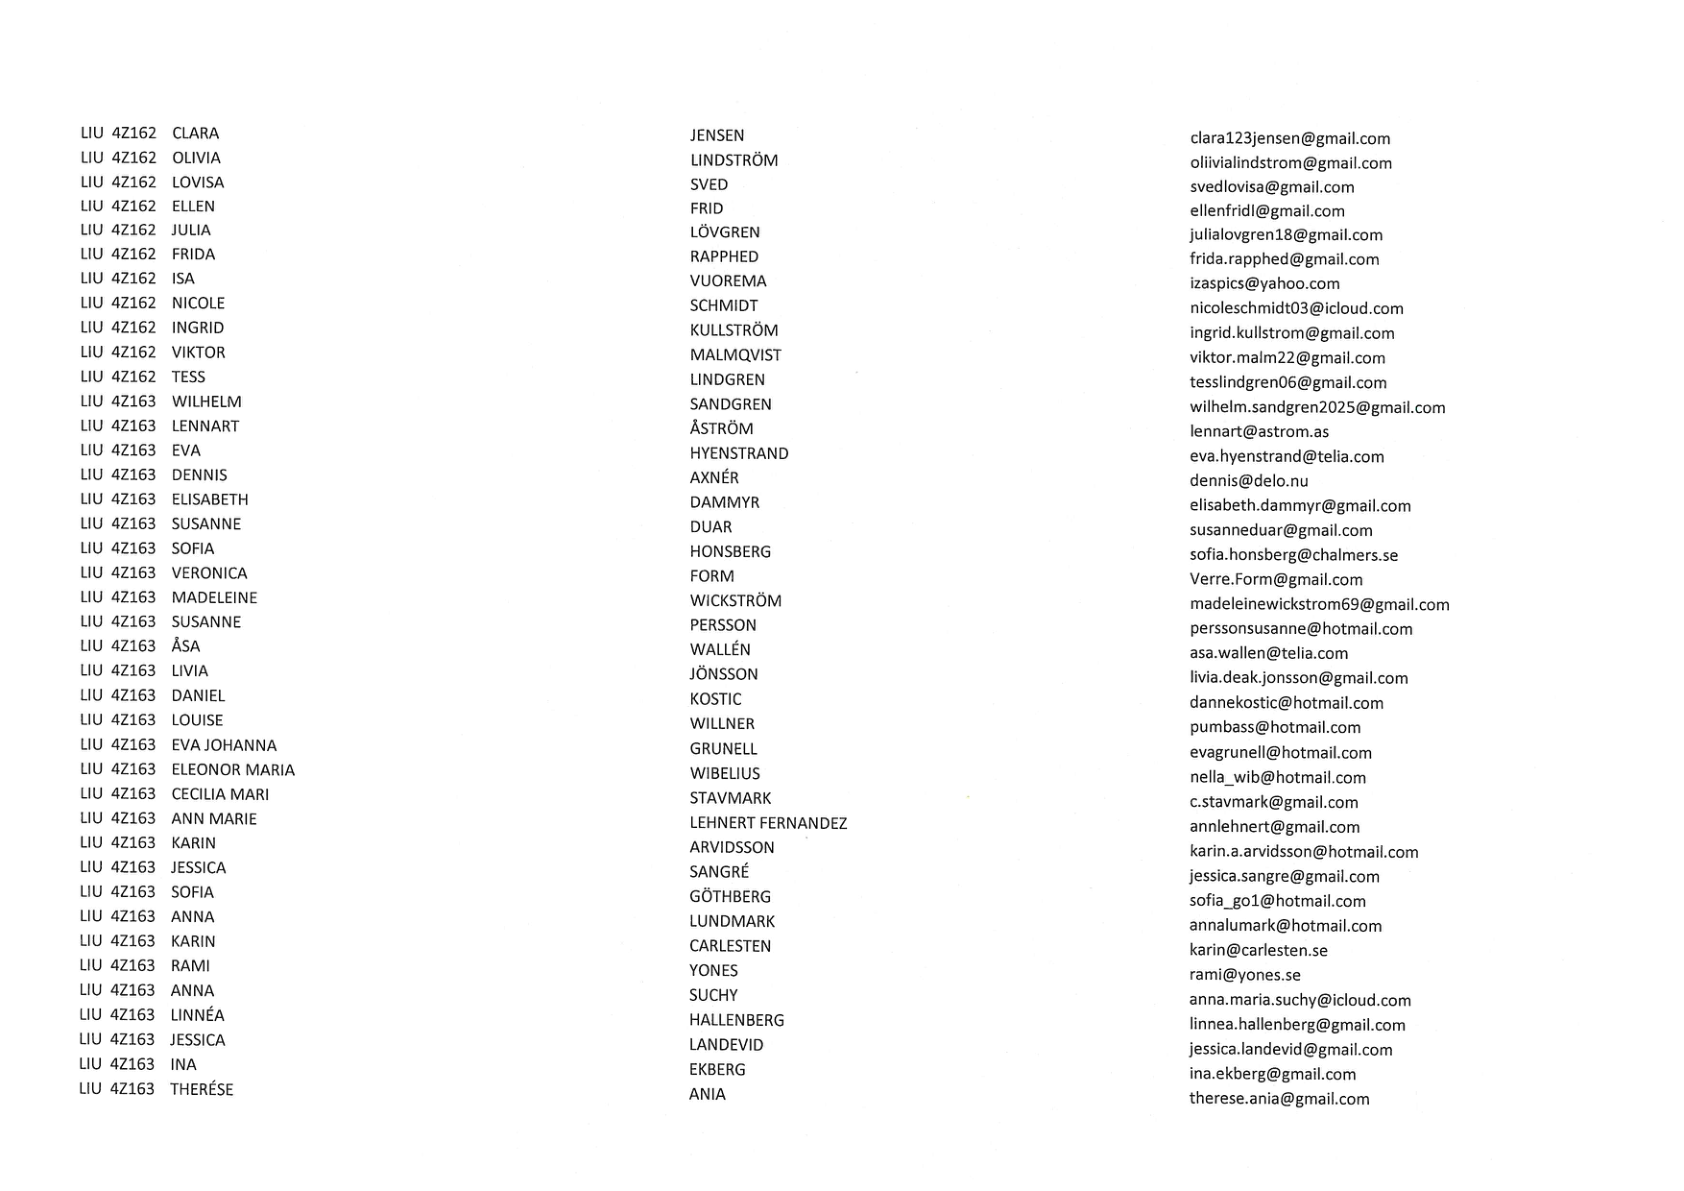 LIU 4Z162 CLARA JENSEN clara123jensen@gmail.com
LIU 4Z162 OLIVIA LINDSTRÖM oliivialindstrom@gmail.com
LIU 4Z162 LOVISA SVED svedlovisa@gmail.com
LIU 4Z162 ELLEN FRID ellenfridl@gmail.com
LIU 4Z162 JULIA LÖVGREN julialovgren18@gmail.com
LIU 4Z162 FRIDA RAPPHED frida.rapphed@gmail.com
LIU 4Z162 ISA VUOREMA izaspics@yahoo.com
LIU 4Z162 NICOLE SCHMIDT nicoleschmidt03@icloud.com
LIU 4Z162 INGRID KULLSTRÖM ingrid.kullstrom@gmail.com
LIU 4Z162 VIKTOR MALMQVIST viktor.malm22@gmail.com
LIU 4Z162 TESS LINDGREN tesslindgren06@gmail.com
LIU 4Z163 WILHELM SANDGREN wilhelm.sandgren2025@gmail.com
LIU 4Z163 LENNART ÅSTRÖM lennart@astrom.as
LIU 4Z163 EVA HYENSTRAND eva.hyenstrand@telia.com
LIU 4Z163 DENNIS AXNÉR dennis@delo.nu
LIU 4Z163 ELISABETH DAMMYR elisabeth.dammyr@gmail.com
LIU 4Z163 SUSANNE DUAR susanneduar@gmail.com
LIU 4Z163 SOFIA HONSBERG sofia.honsberg@chalmers.se
LIU 4Z163 VERONICA FORM Verre.Form@gmail.com
LIU 4Z163 MADELEINE WICKSTRÖM madeleinewickstrom69@gmail.com
LIU 4Z163 SUSANNE PERSSON perssonsusanne@hotmail.com
LIU 4Z163 ÅSA WALLÉN asa.wallen@telia.com
LIU 4Z163 LIVIA JÖNSSON livia.deak.jonsson@gmail.com
LIU 4Z163 DANIEL KOSTIC dannekostic@hotmail.com
LIU 4Z163 LOUISE WILLNER pumbass@hotmail.com
LIU 4Z163 EVA JOHANNA GRUNELL evagrunell@hotmail.com
LIU 4Z163 ELEONOR MARIA WIBELIUS nella_wib@hotmail.com
LIU 4Z163 CECILIA MARI STAVMARK c.stavmark@gmail.com
LIU 4Z163 ANN MARIE LEHNERT FERNANDEZ annlehnert@gmail.com
LIU 4Z163 KARIN ARVIDSSON karin.a.arvidsson@hotmail.com
LIU 4Z163 JESSICA SANGRÉ jessica.sangre@gmail.com
LIU 4Z163 SOFIA GÖTHBERG sofia_go1@hotmail.com
LIU 4Z163 ANNA LUNDMARK annalumark@hotmail.com
LIU 4Z163 KARIN CARLESTEN karin@carlesten.se
LIU 4Z163 RAMI YONES rami@yones.se
LIU 4Z163 ANNA SUCHY anna.maria.suchy@icloud.com
LIU 4Z163 LINNÉA HALLENBERG linnea.hallenberg@gmail.com
LIU 4Z163 JESSICA LANDEVID jessica.landevid@gmail.com
LIU 4Z163 INA EKBERG ina.ekberg@gmail.com
LIU 4Z163 THERÉSE ANIA therese.ania@gmail.com